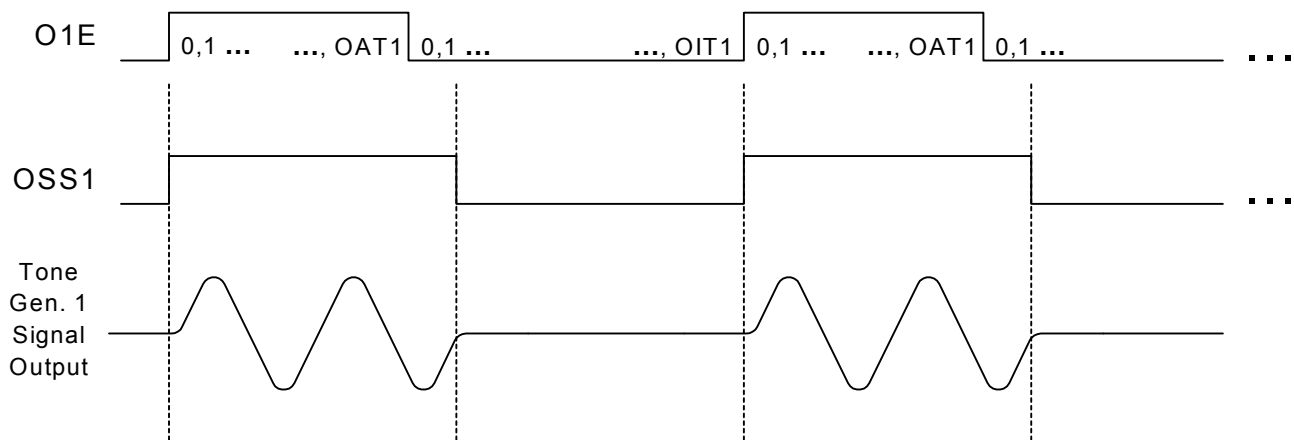 O1E
0,1 ... ..., OAT1 0,1 ... ..., OIT1 0,1 ... ..., OAT1 0,1 ... ...
OSS1 ...
Tone
Gen. 1
Signal
Output